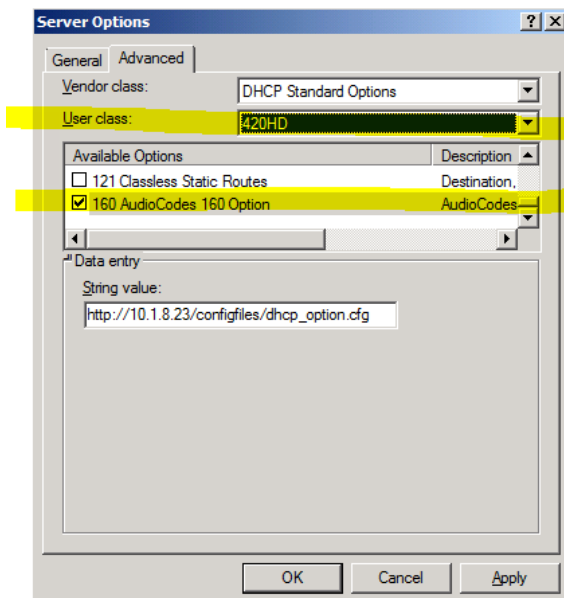 Server Options
General Advanced
Vendor class: DHCP Standard Options
User class: 420HD
Available Options Description
121 Classless Static Routes Destination,
160 AudioCodes 160 Option AudioCodes
Data entry
String value:
http://10.1.8.23/configfiles/dhcp_option.cfg
OK Cancel Apply